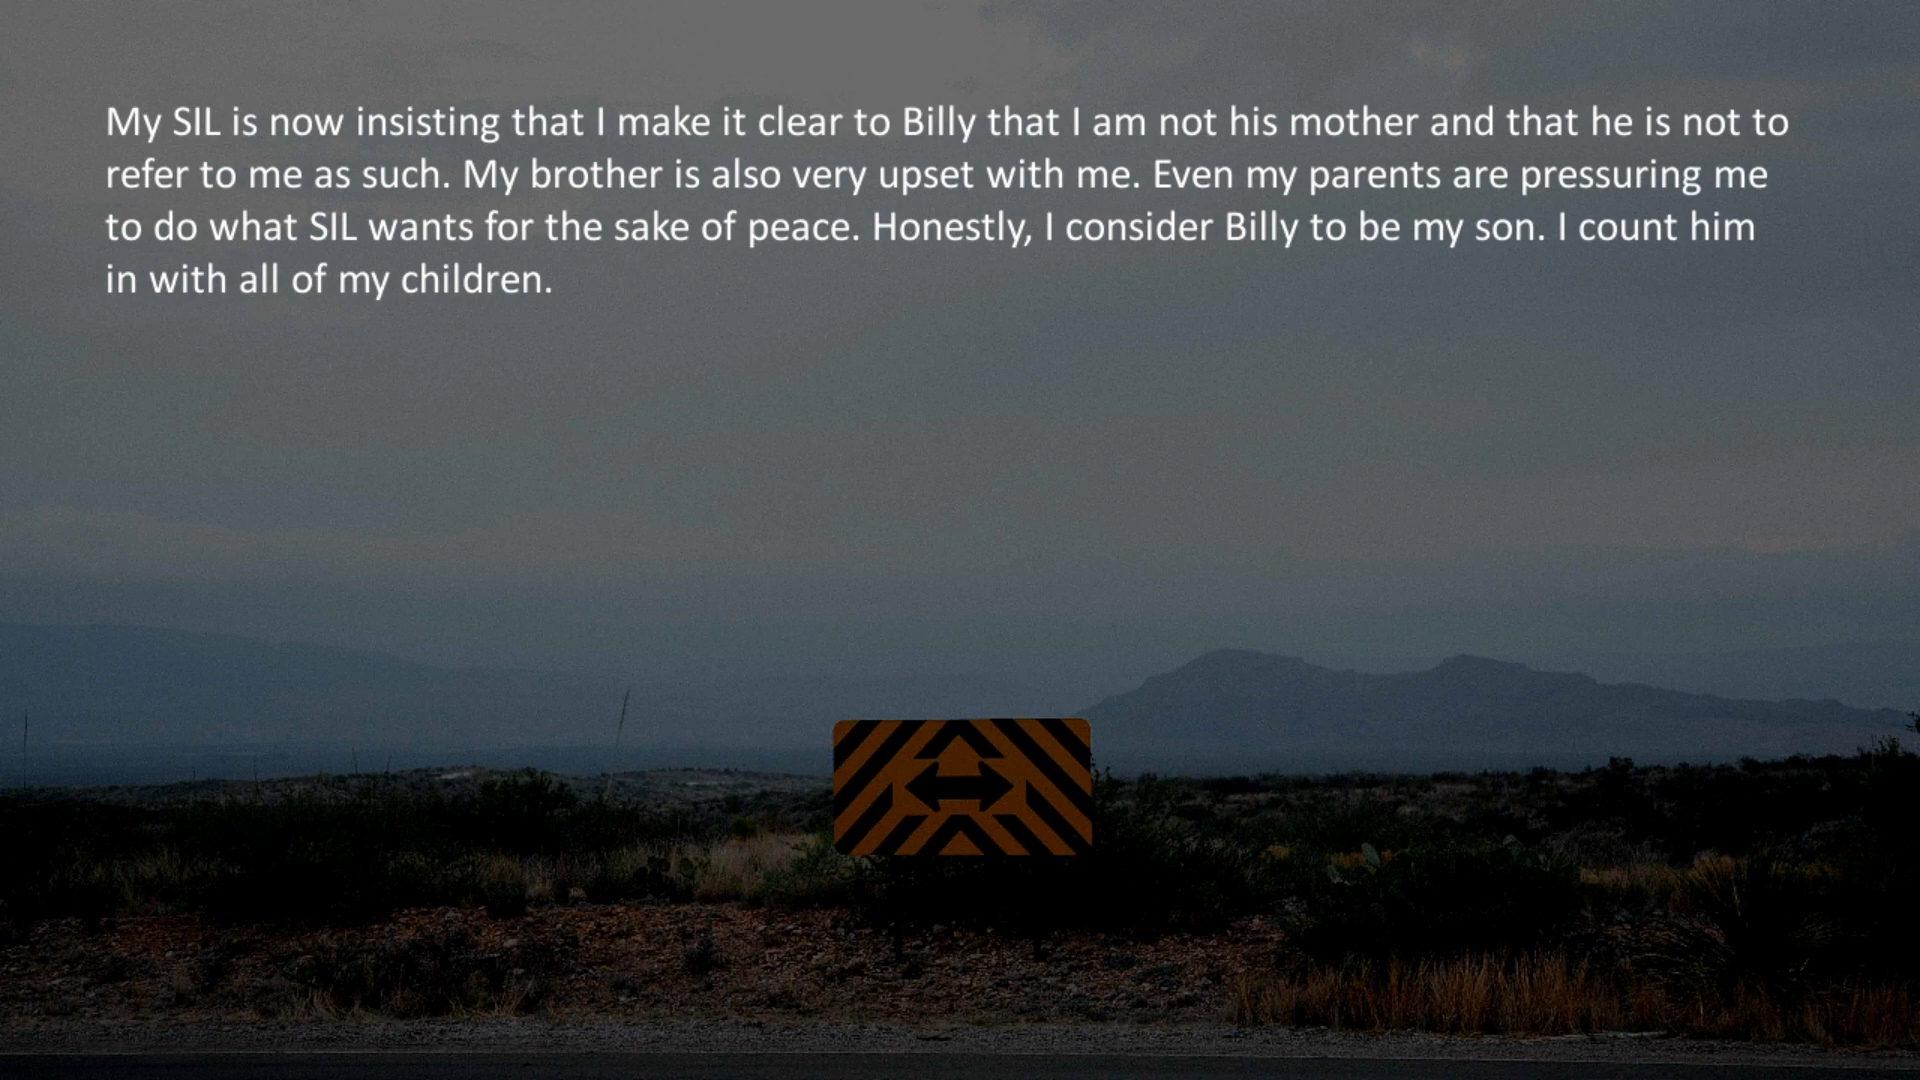 My SIL is now insisting that I make it clear to Billy that I am not his mother and that he is not to
refer to me as such. My brother is also very upset with me. Even my parents are pressuring me
to do what SIL wants for the sake of peace. Honestly, I consider Billy to be my son. I count him
in with all of my children.